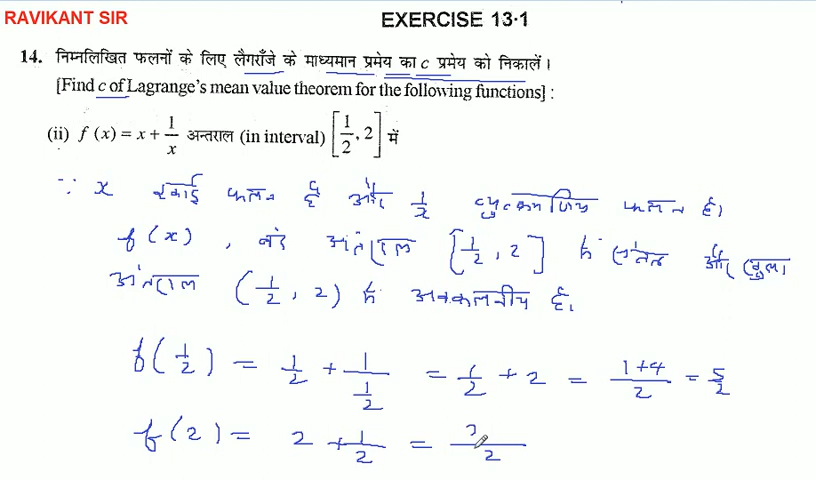 RAVIKANT SIR
EXERCISE 13·1
14. निम्नलिखित फलनों के लिए लैगराँजे के माध्यमान प्रमेय का c प्रमेय को निकालें।
[Find c of Lagrange's mean value theorem for the following functions] :
(ii) f (x) = x + 1/x अन्तराल (in interval) [1/2, 2] में
∵ x इकाई फलन है और 1/x व्युत्क्रमणीय फलन है।
f(x), बंद अंतराल [1/2, 2] में संतत और खुला
अंतराल (1/2, 2) में अवकलनीय है।
f(1/2) = 1/2 + 1/(1/2) = 1/2 + 2 = (1+4)/2 = 5/2
f(2) = 2 + 1/2 = /2